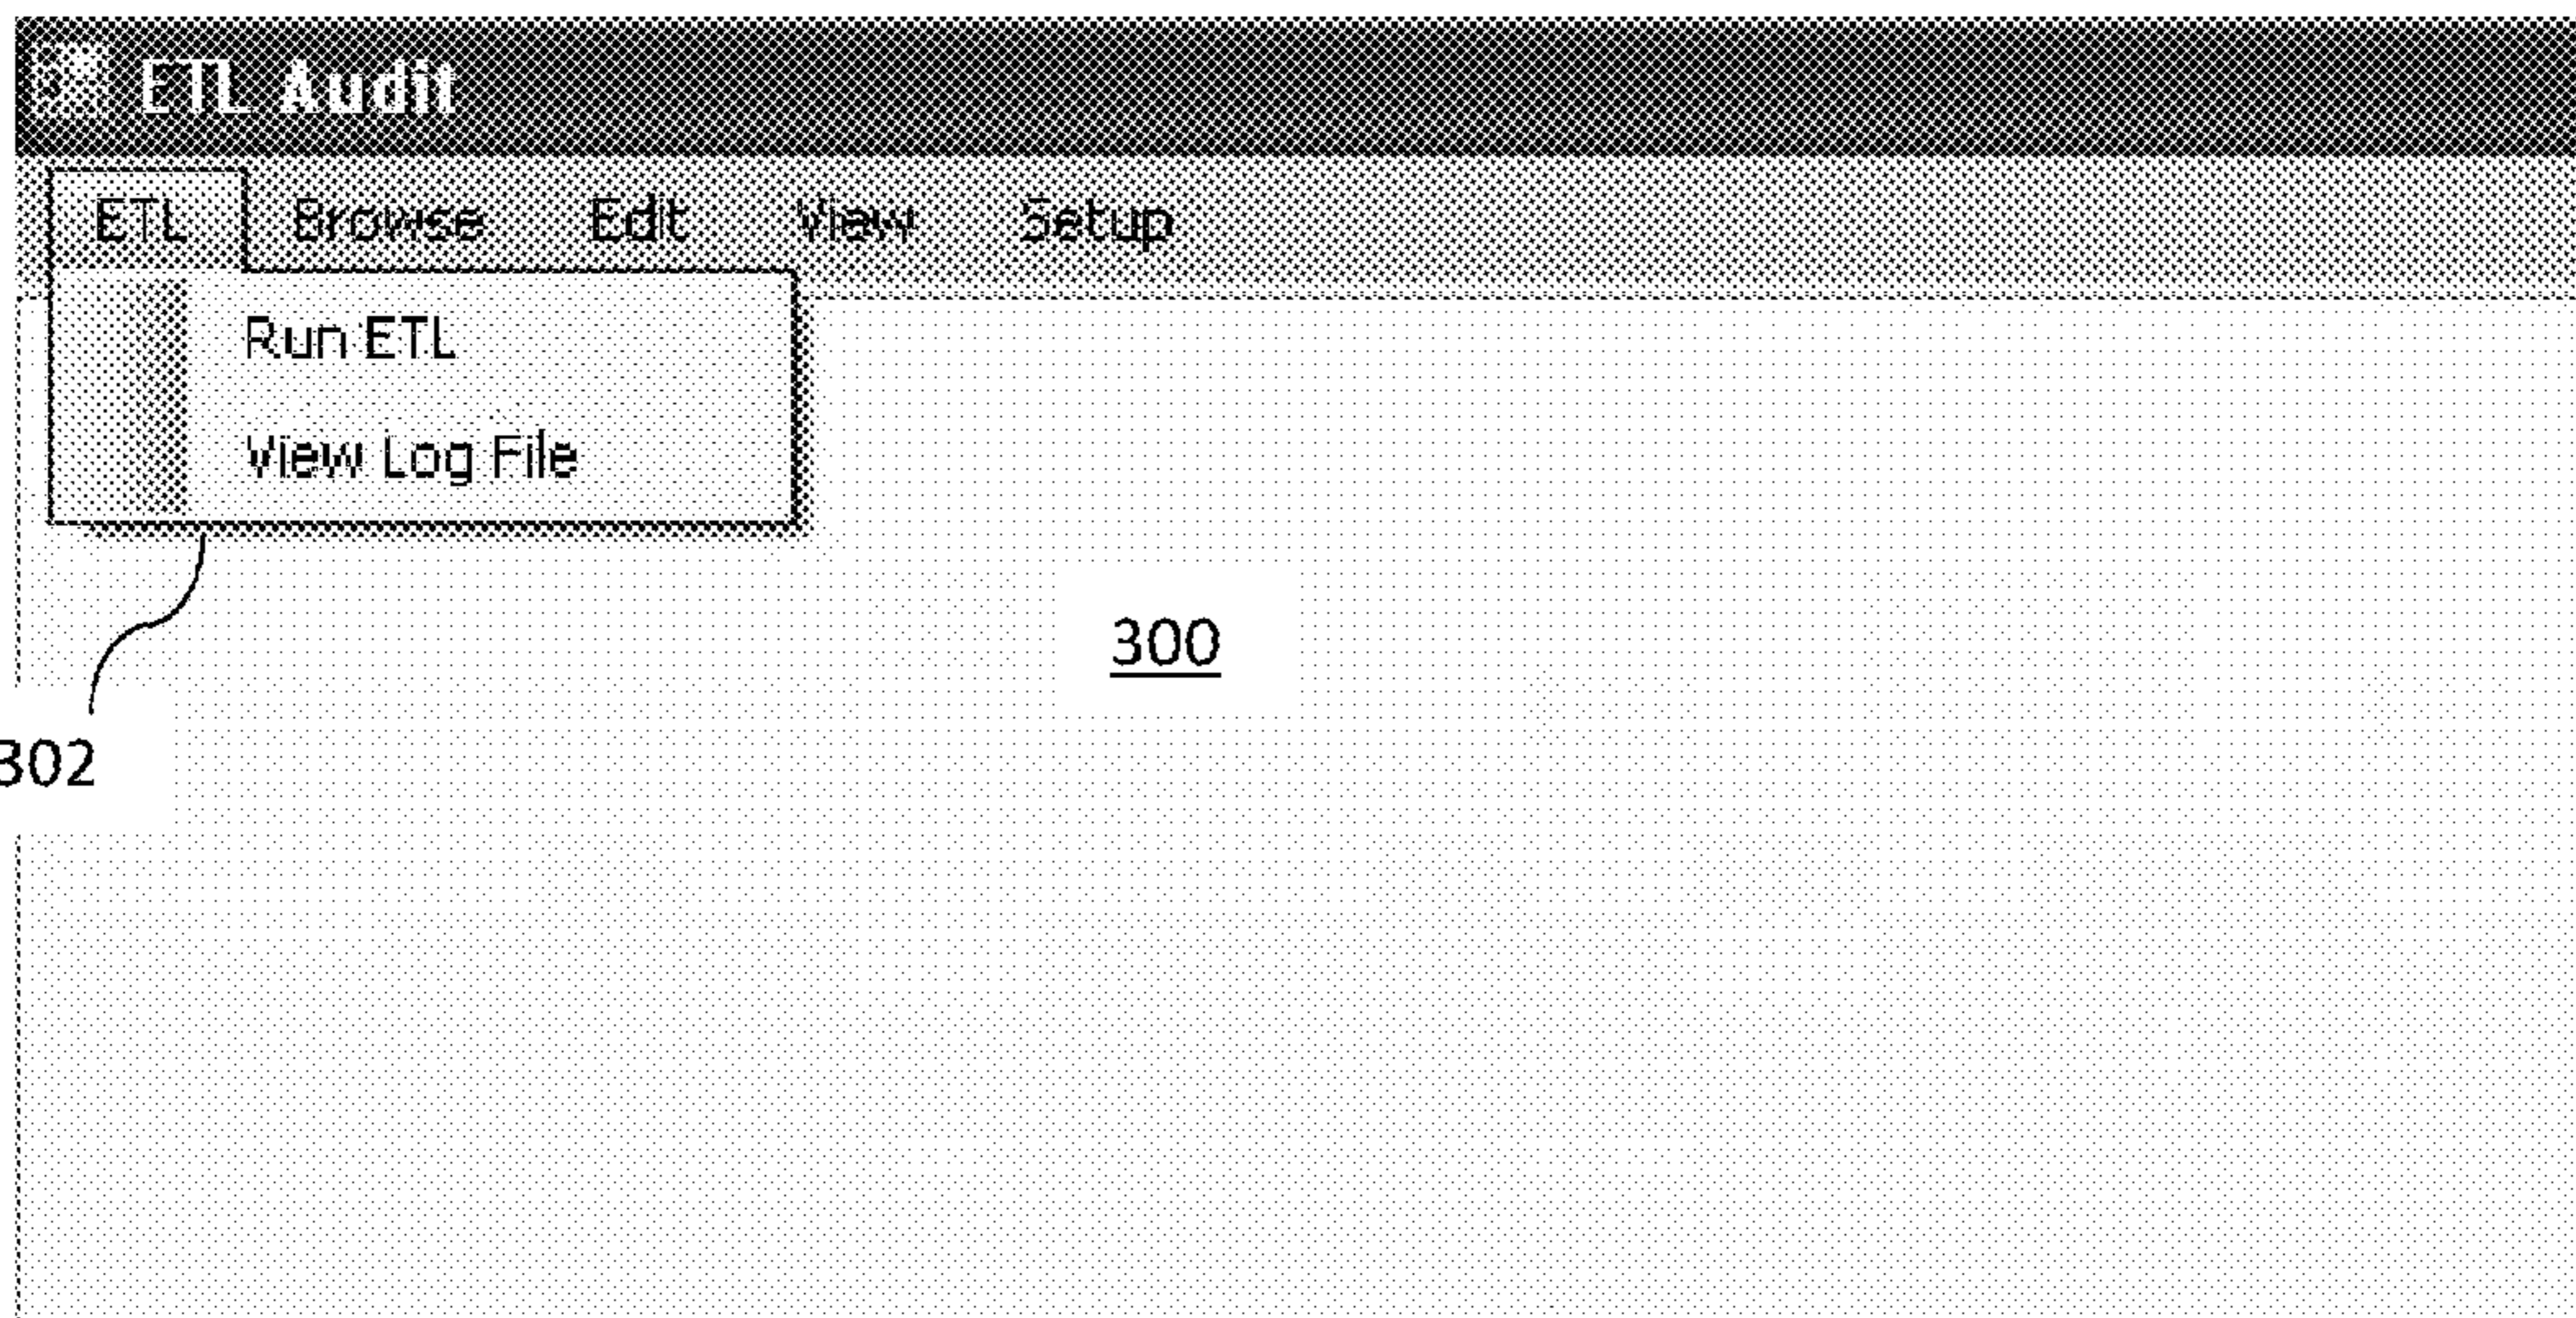 ETL Audit
ETL Browse Edit View Setup
Run ETL
View Log File
300
302